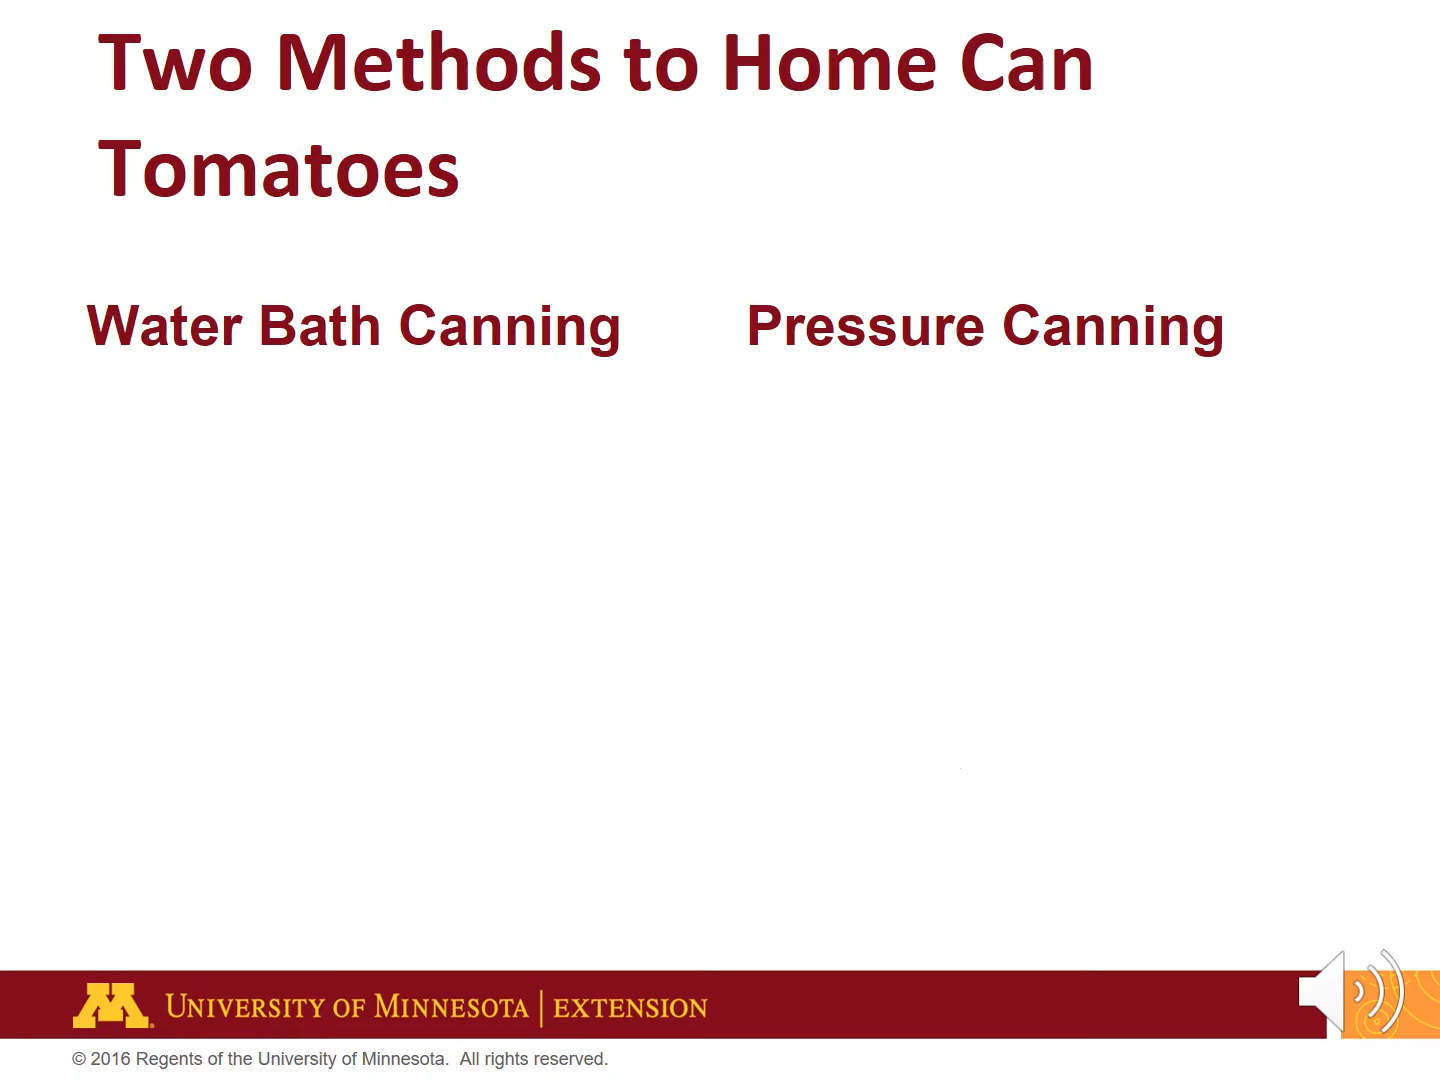 Two Methods to Home Can
Tomatoes
Water Bath Canning
Pressure Canning
UNIVERSITY OF MINNESOTA | EXTENSION
© 2016 Regents of the University of Minnesota. All rights reserved.